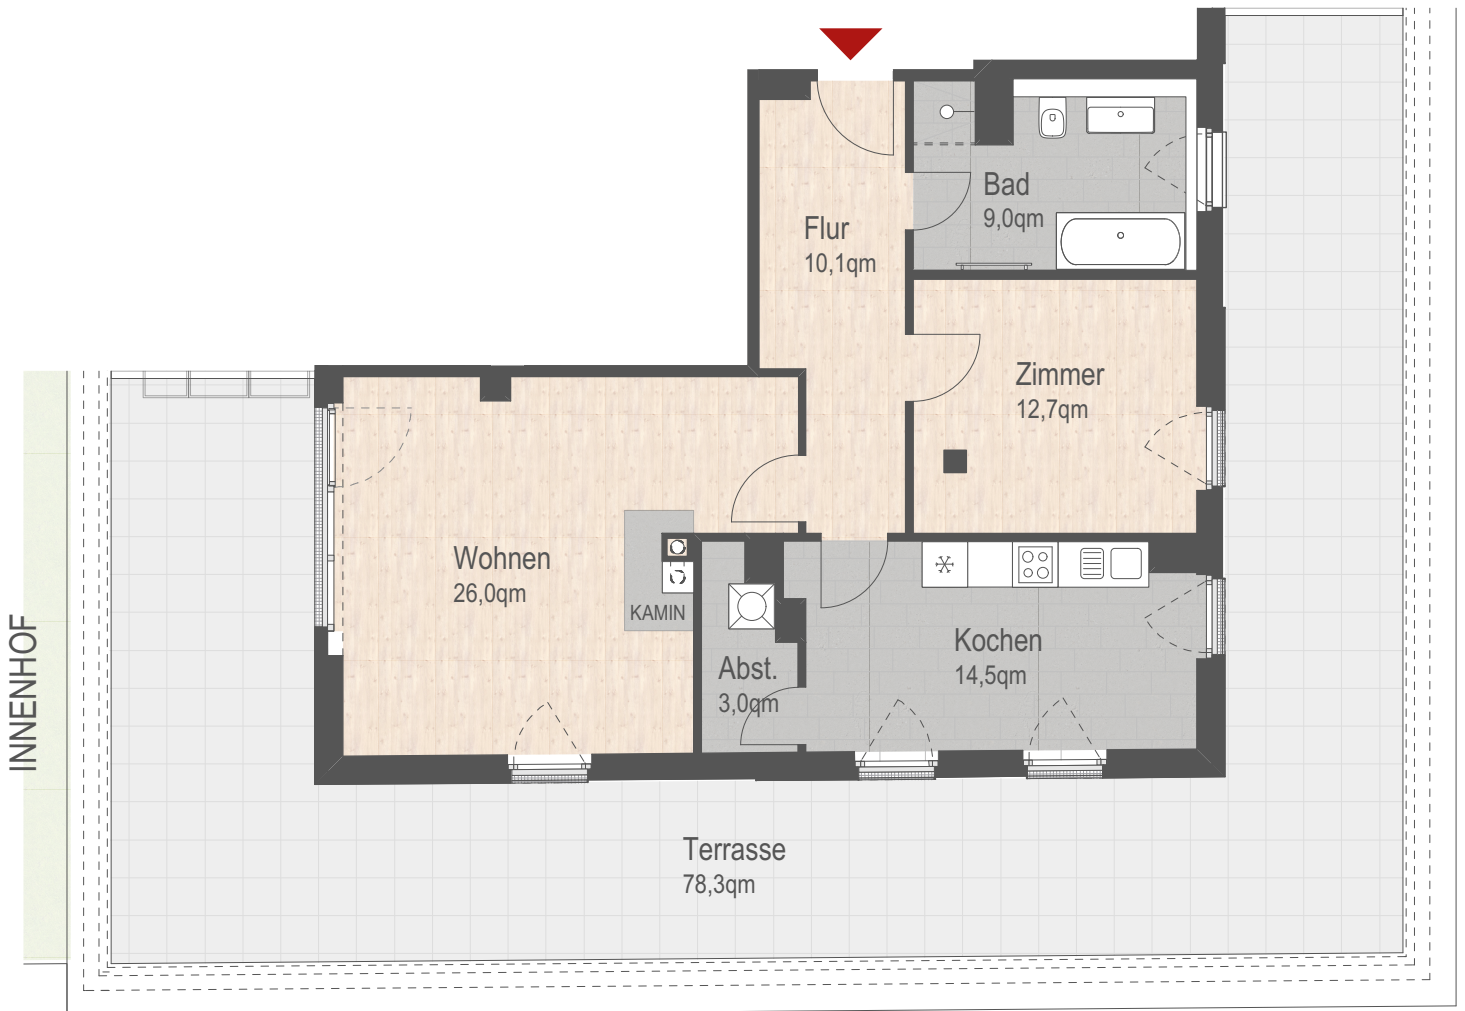 Bad
9,0qm
Flur
10,1qm
Zimmer
12,7qm
Wohnen
26,0qm
KAMIN
Kochen
14,5qm
Abst.
3,0qm
INNENHOF
Terrasse
78,3qm